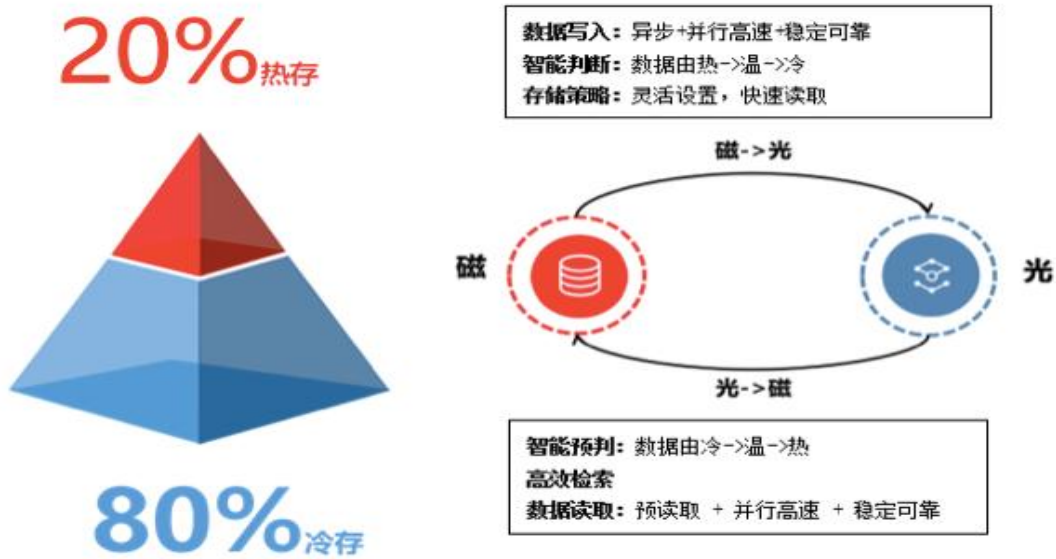 20%热存
80%冷存
数据写入：异步+并行高速+稳定可靠
智能判断：数据由热->温->冷
存储策略：灵活设置，快速读取
磁->光
磁
光
光->磁
智能预判：数据由冷->温->热
高效检索
数据读取：预读取 + 并行高速 + 稳定可靠